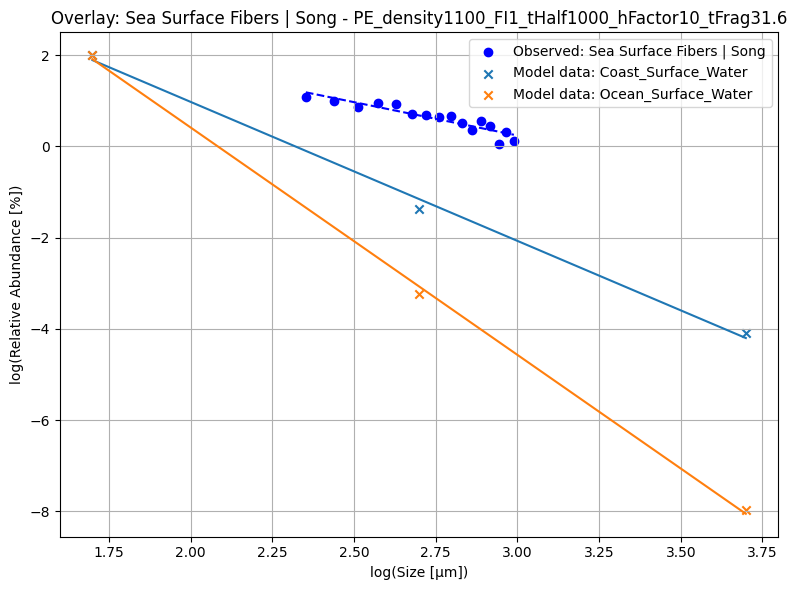 Overlay: Sea Surface Fibers | Song - PE_density1100_FI1_tHalf1000_hFactor10_tFrag31.6
Observed: Sea Surface Fibers | Song
Model data: Coast_Surface_Water
Model data: Ocean_Surface_Water
log(Relative Abundance [%])
2
0
−2
−4
−6
−8
1.75 2.00 2.25 2.50 2.75 3.00 3.25 3.50 3.75
log(Size [μm])